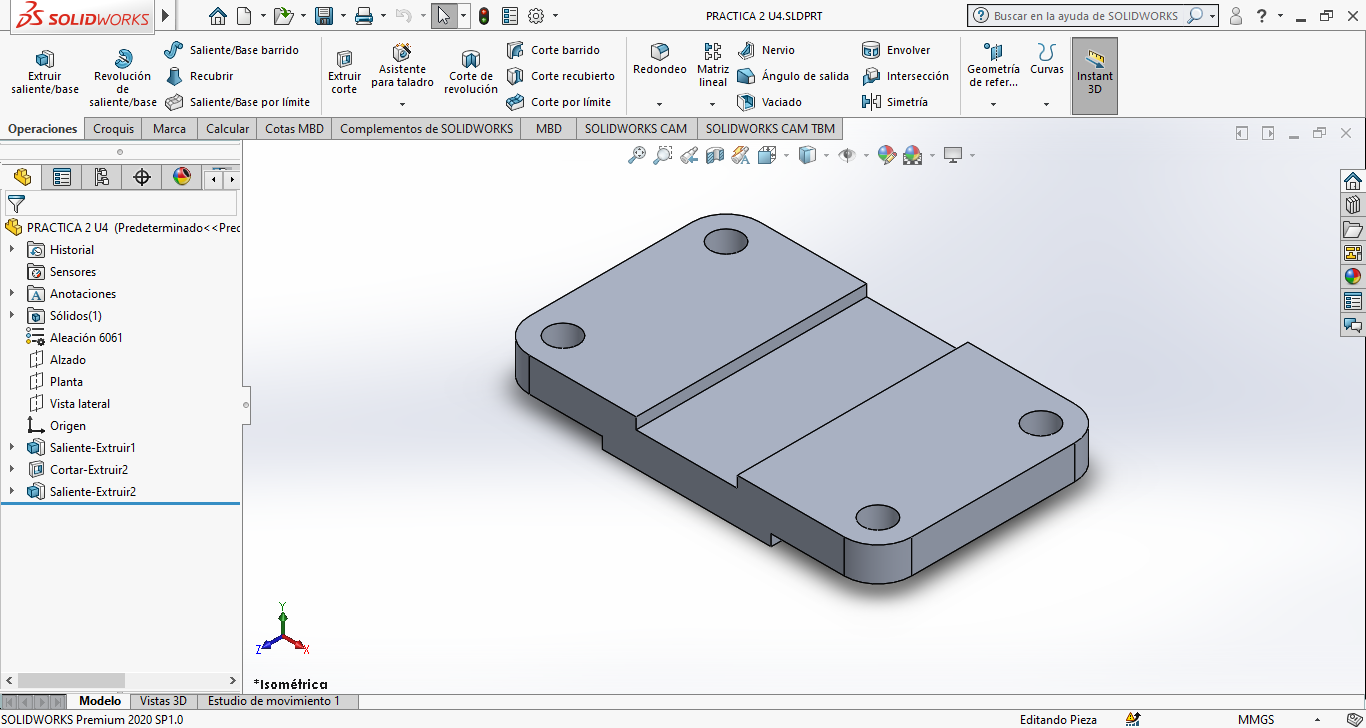 SOLIDWORKS
PRACTICA 2 U4.SLDPRT
Buscar en la ayuda de SOLIDWORKS
?
Extruir
saliente/base
Revolución
de
saliente/base
Saliente/Base barrido
Recubrir
Saliente/Base por límite
Extruir
corte
Asistente
para taladro
Corte de
revolución
Corte barrido
Corte recubierto
Corte por límite
Redondeo
Matriz
lineal
Nervio
Ángulo de salida
Vaciado
Envolver
Intersección
Simetría
Geometría
de refer...
Curvas
Instant
3D
Operaciones
Croquis
Marca
Calcular
Cotas MBD
Complementos de SOLIDWORKS
MBD
SOLIDWORKS CAM
SOLIDWORKS CAM TBM
PRACTICA 2 U4 (Predeterminado<<Prec
Historial
Sensores
Anotaciones
Sólidos(1)
Aleación 6061
Alzado
Planta
Vista lateral
Origen
Saliente-Extruir1
Cortar-Extruir2
Saliente-Extruir2
Y
Z
X
*Isométrica
Modelo
Vistas 3D
Estudio de movimiento 1
SOLIDWORKS Premium 2020 SP1.0
Editando Pieza
MMGS